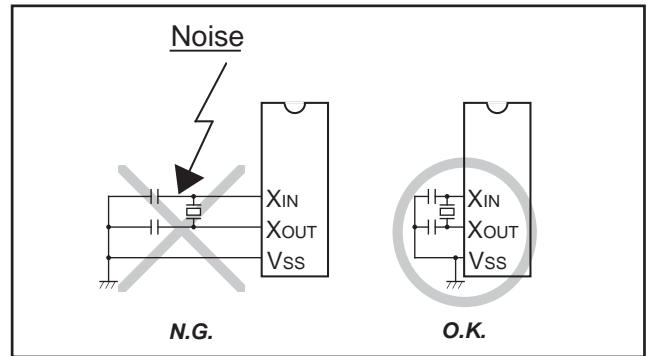 Noise
XIN
XOUT
VSS
N.G.
XIN
XOUT
VSS
O.K.